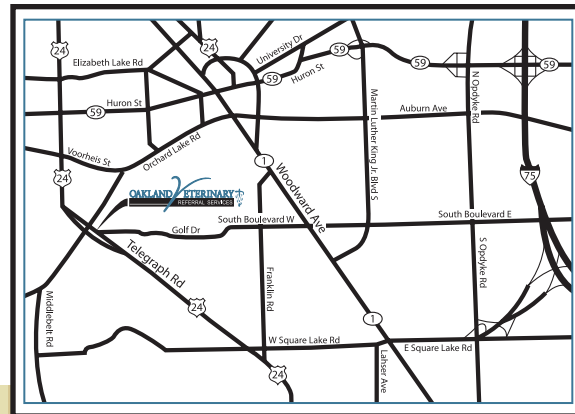 24
24
University Dr
59
Elizabeth Lake Rd
59
59
59
Huron St
N Opdyke Rd
Huron St
59
Martin Luther King Jr. Blvd S
Auburn Ave
Voorheis St
Orchard Lake Rd
1
Woodward Ave
24
75
OAKLAND VETERINARY
REFERRAL SERVICES
South Boulevard W
South Boulevard E
Golf Dr
Telegraph Rd
Franklin Rd
S Opdyke Rd
Middlebelt Rd
24
1
W Square Lake Rd
E Square Lake Rd
Lahser Ave
24